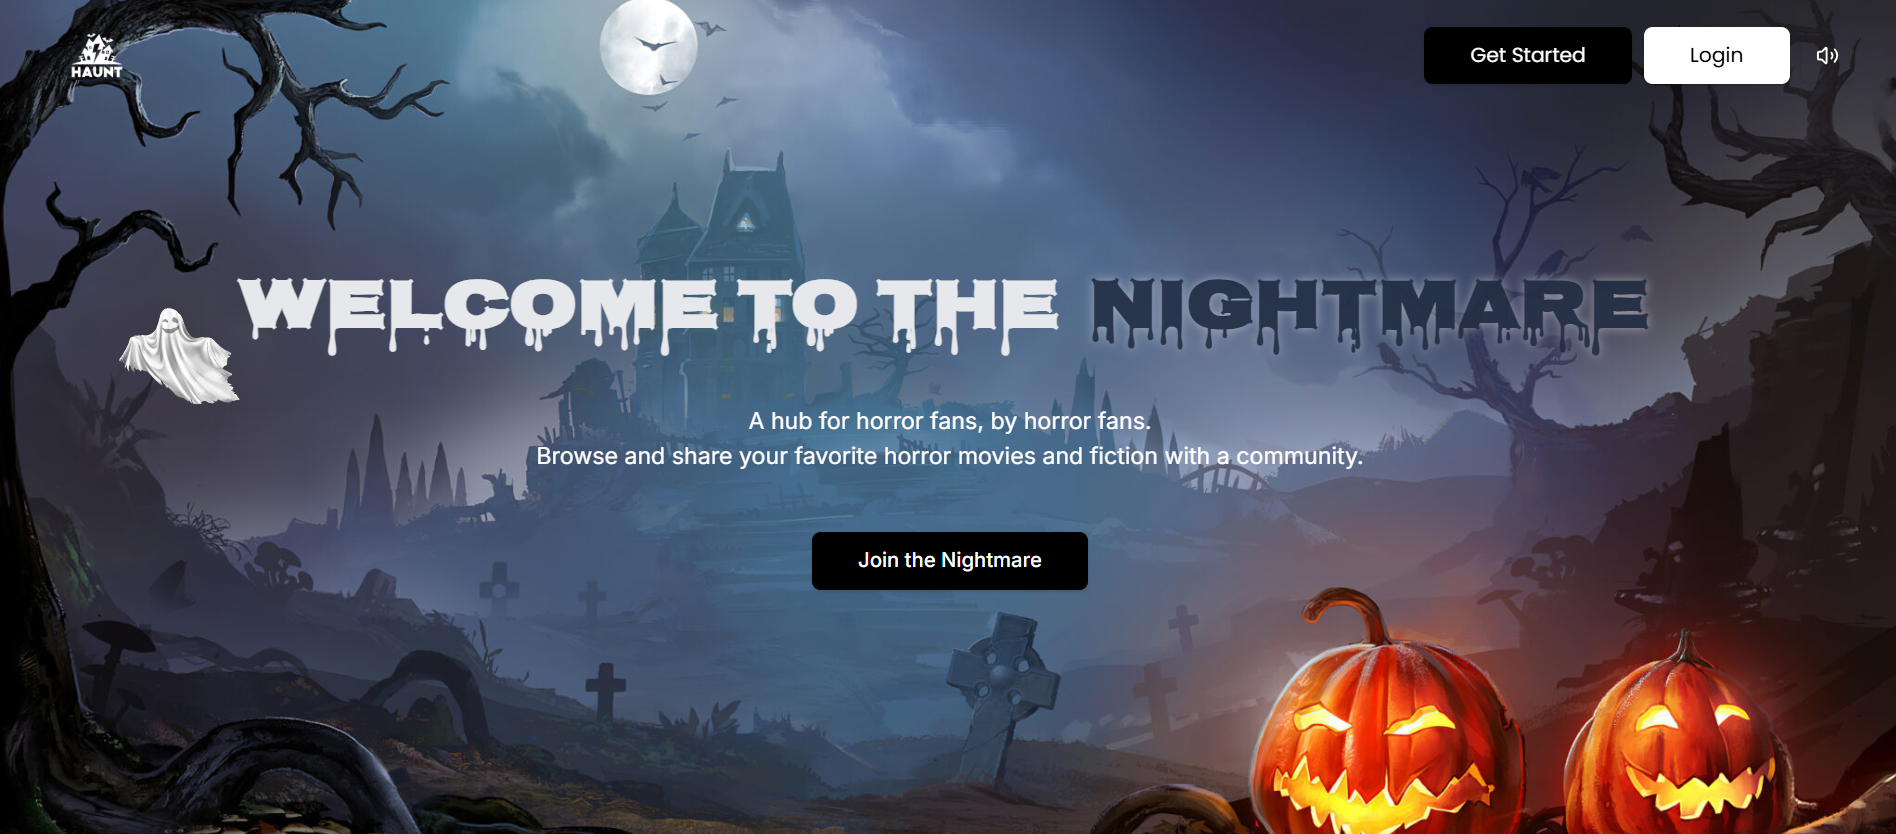 HAUNT
Get Started
Login
WELCOME TO THE NIGHTMARE
A hub for horror fans, by horror fans.
Browse and share your favorite horror movies and fiction with a community.
Join the Nightmare